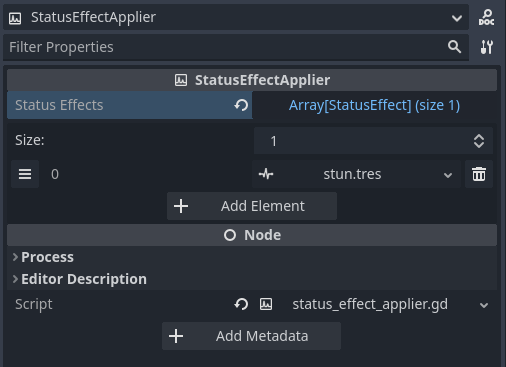 StatusEffectApplier
DOC
Filter Properties
StatusEffectApplier
Status Effects Array[StatusEffect] (size 1)
Size: 1
0 stun.tres
Add Element
Node
Process
Editor Description
Script status_effect_applier.gd
Add Metadata